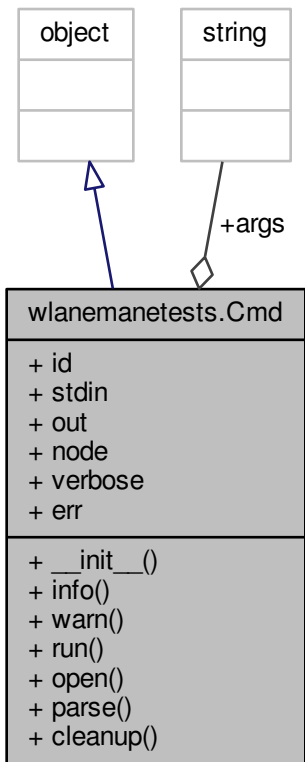 object
string
+args
wlanemanetests.Cmd
+ id
+ stdin
+ out
+ node
+ verbose
+ err
+ __init__()
+ info()
+ warn()
+ run()
+ open()
+ parse()
+ cleanup()